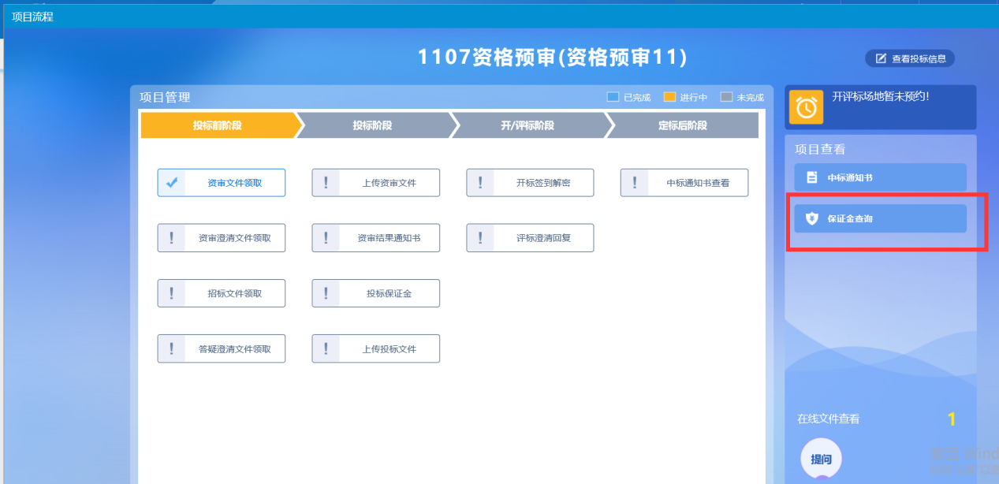 项目流程
1107资格预审(资格预审11)
查看投标信息
项目管理
已完成
进行中
未完成
投标前阶段
投标阶段
开/评标阶段
定标后阶段
资审文件领取
! 上传资审文件
! 开标签到解密
! 中标通知书查看
! 资审澄清文件领取
! 资审结果通知书
! 评标澄清回复
! 招标文件领取
! 投标保证金
! 答疑澄清文件领取
! 上传投标文件
开评标场地暂未预约!
项目查看
中标通知书
¥ 保证金查询
在线文件查看
1
提问
激活 Wind